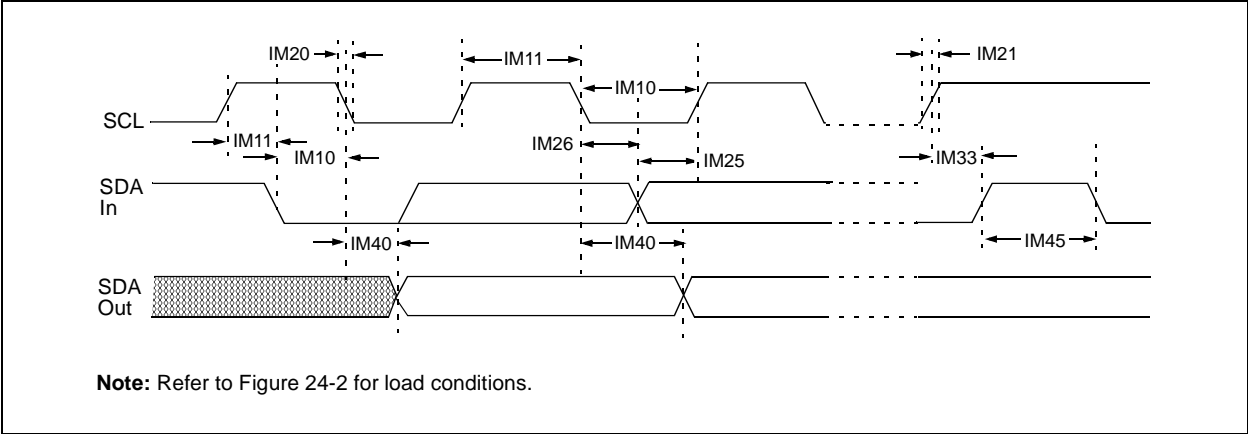 IM20
IM11
IM21
IM10
SCL
IM11
IM26
IM10
IM25
IM33
SDA
In
IM40
IM40
IM45
SDA
Out
Note: Refer to Figure 24-2 for load conditions.